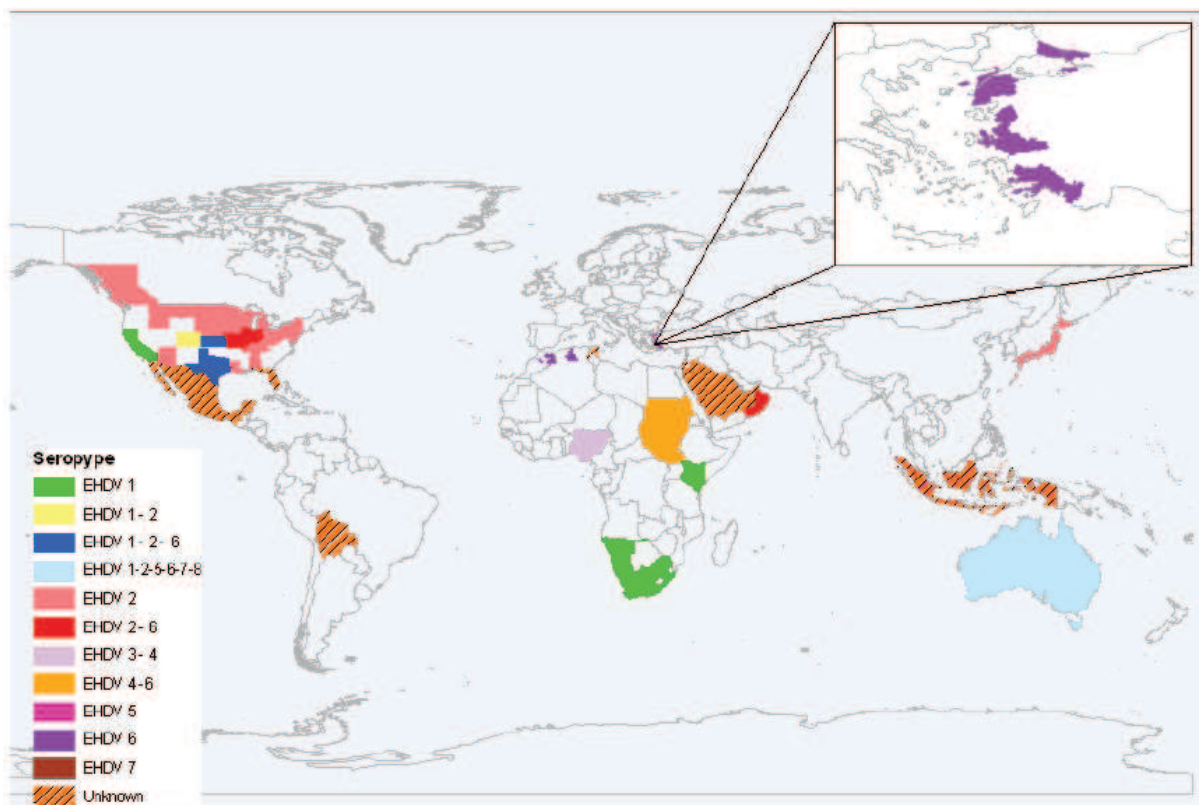 Seropype
EHDV 1
EHDV 1- 2
EHDV 1- 2- 6
EHDV 1-2-5-6-7-8
EHDV 2
EHDV 2- 6
EHDV 3- 4
EHDV 4-6
EHDV 5
EHDV 6
EHDV 7
Unknown